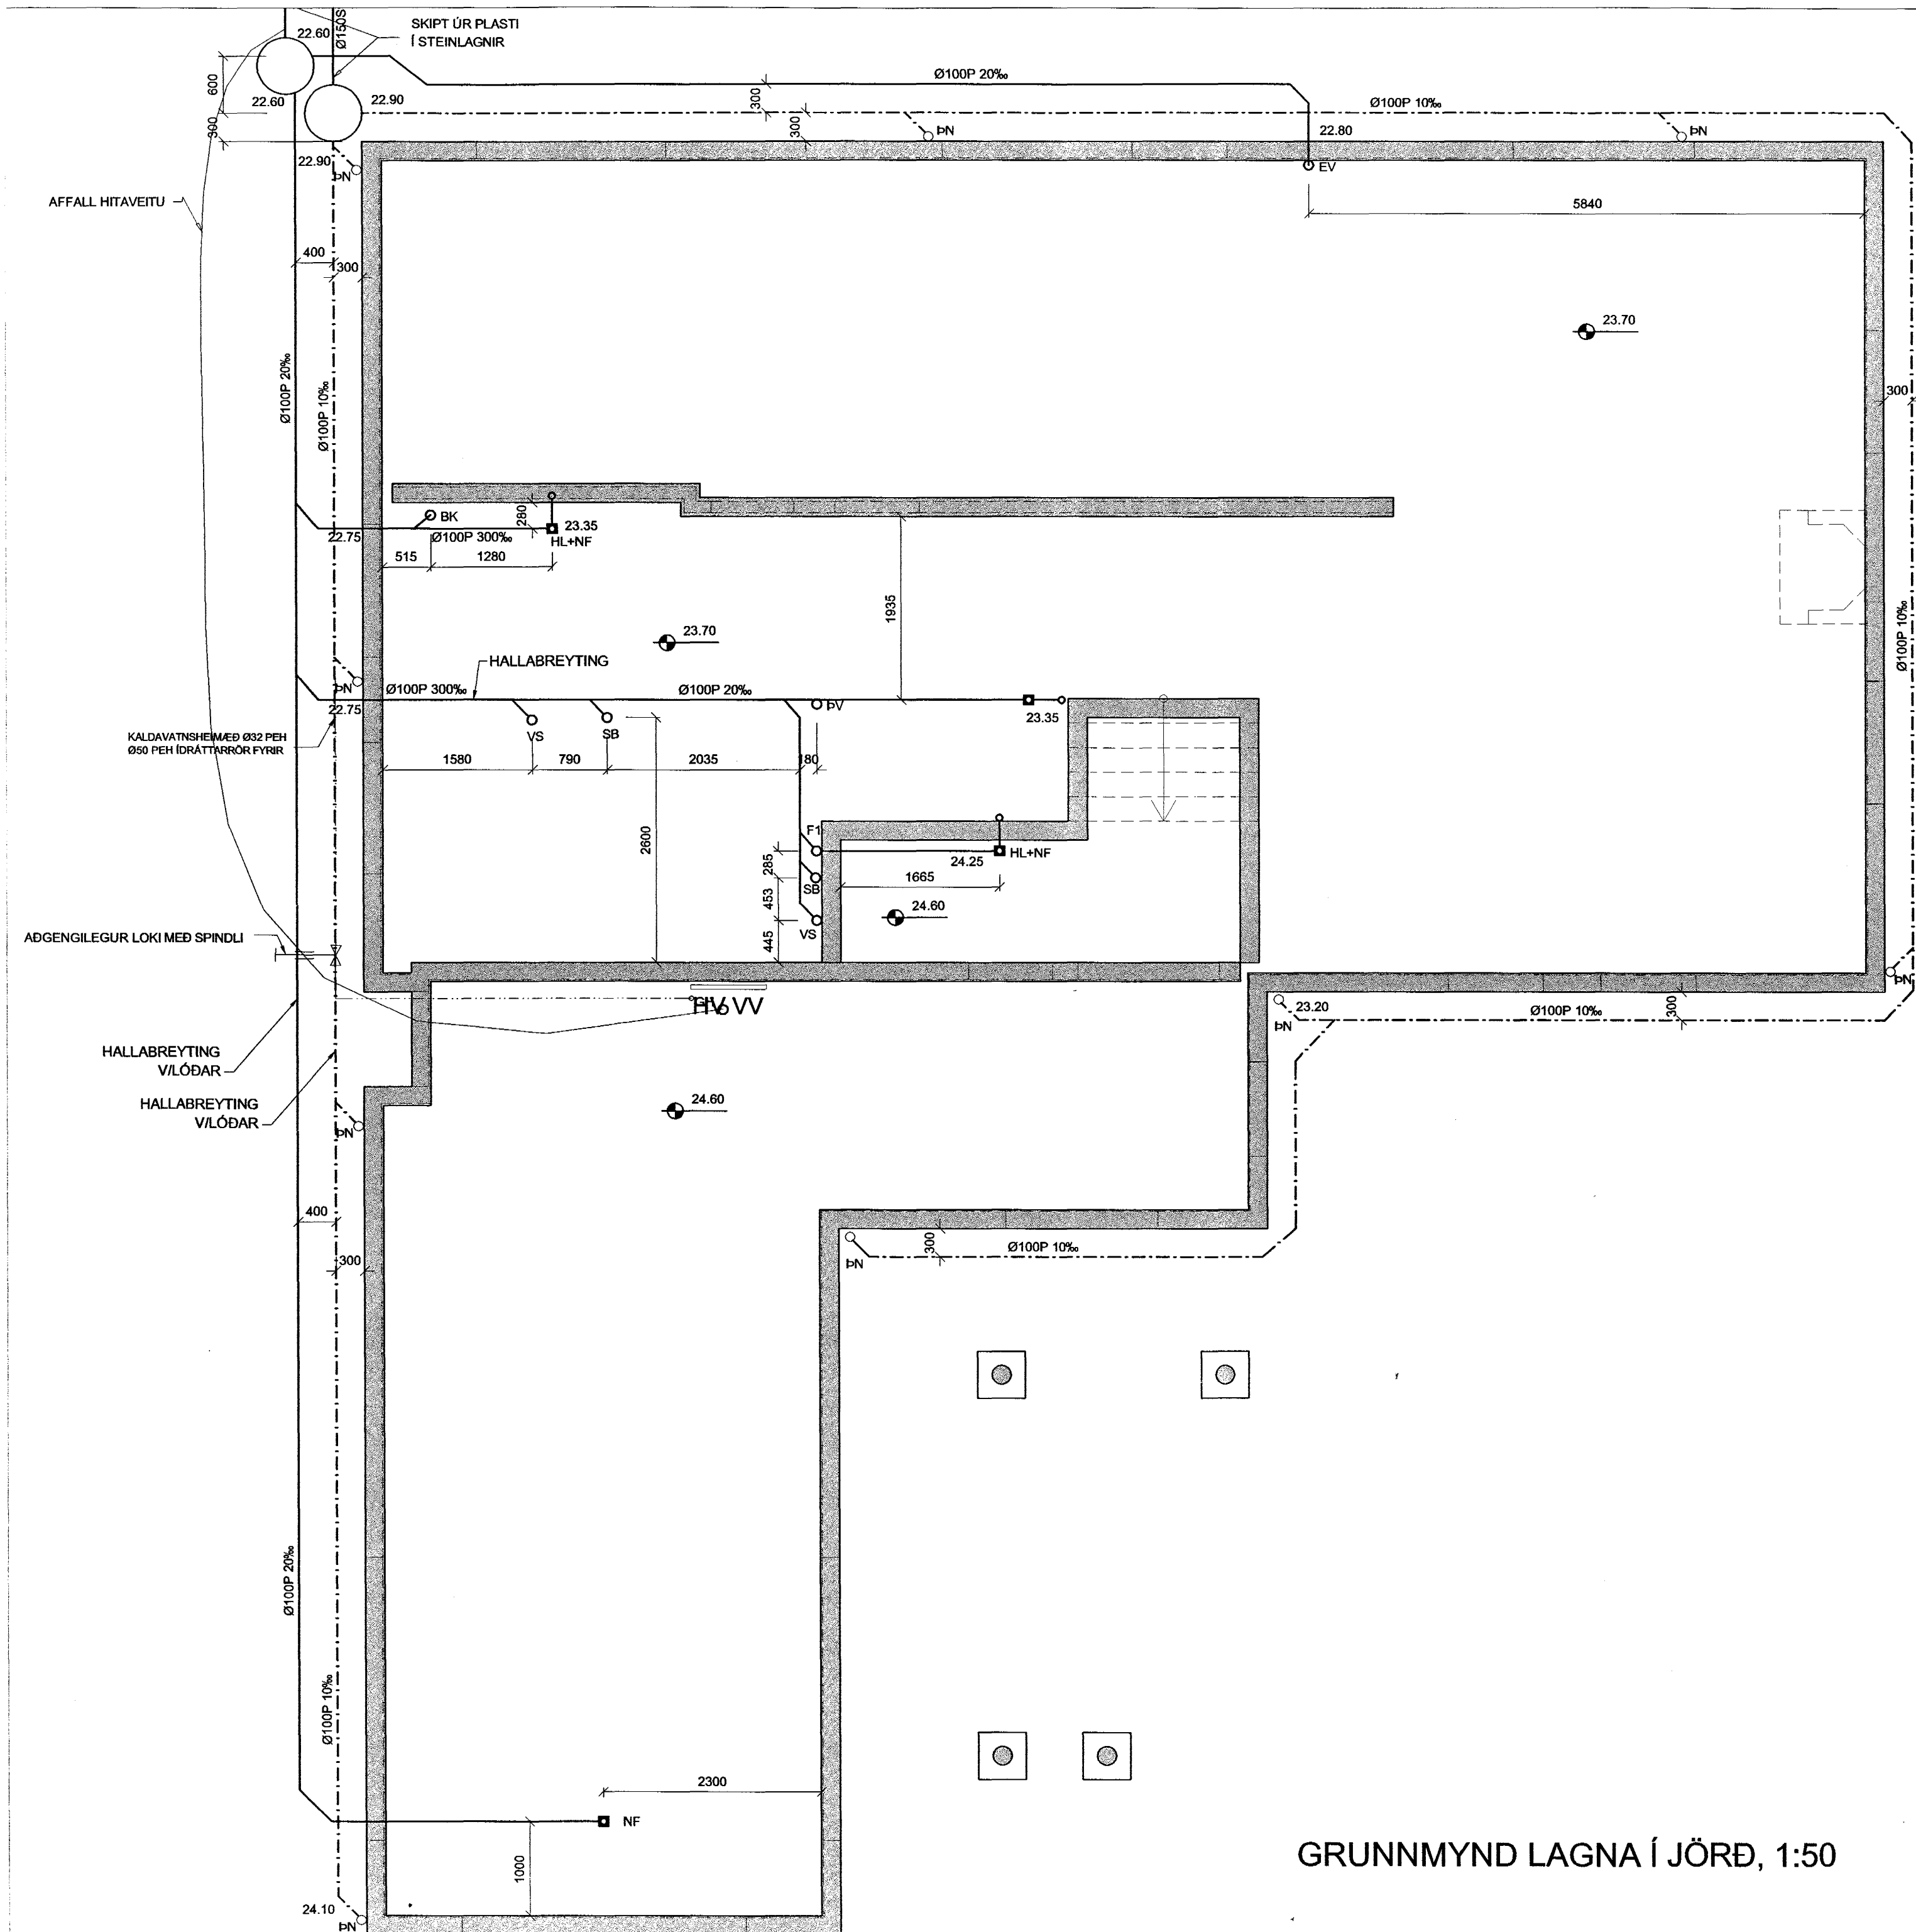 SKIPT ÚR PLASTI
Í STEINLAGNIR
22.60
Ø150S
600
22.60
22.90
300
Ø100P 20‰
300
300
Ø100P 10‰
ÞN
22.80
ÞN
22.90
ÞN
EV
AFFALL HITAVEITU
5840
400
300
23.70
Ø100P 20‰
Ø100P 10‰
300
BK
280
23.35
22.75
Ø100P 300‰
HL+NF
515
1280
1935
23.70
Ø100P 10‰
HALLABREYTING
ÞN
Ø100P 300‰
Ø100P 20‰
22.75
ÞV
23.35
KALDAVATNSHEIMÆÐ Ø32 PEH
Ø50 PEH ÍDRÁTTARRÖR FYRIR
VS
SB
1580
790
2035
180
2600
F1
285
24.25
HL+NF
SB
1665
453
24.60
VS
445
AÐGENGILEGUR LOKI MEÐ SPINDLI
ÞN
HV VV
ÞN
23.20
Ø100P 10‰
300
HALLABREYTING
V/LÓÐAR
HALLABREYTING
V/LÓÐAR
24.60
ÞN
400
300
300
Ø100P 10‰
ÞN
Ø100P 20‰
Ø100P 10‰
2300
NF
1000
GRUNNMYND LAGNA Í JÖRÐ, 1:50
24.10
ÞN